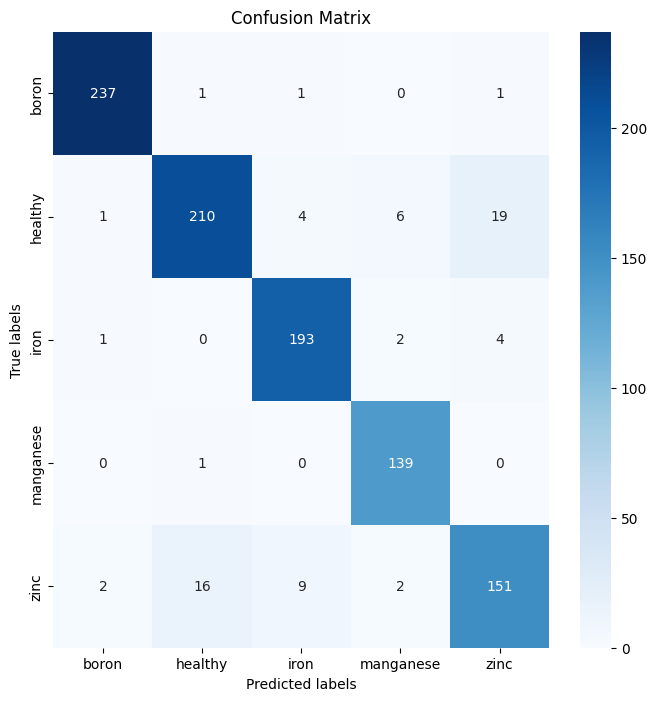 Confusion Matrix
boron 237 1 1 0 1
healthy 1 210 4 6 19
iron 1 0 193 2 4
manganese 0 1 0 139 0
zinc 2 16 9 2 151
boron healthy iron manganese zinc
Predicted labels
True labels
200
150
100
50
0